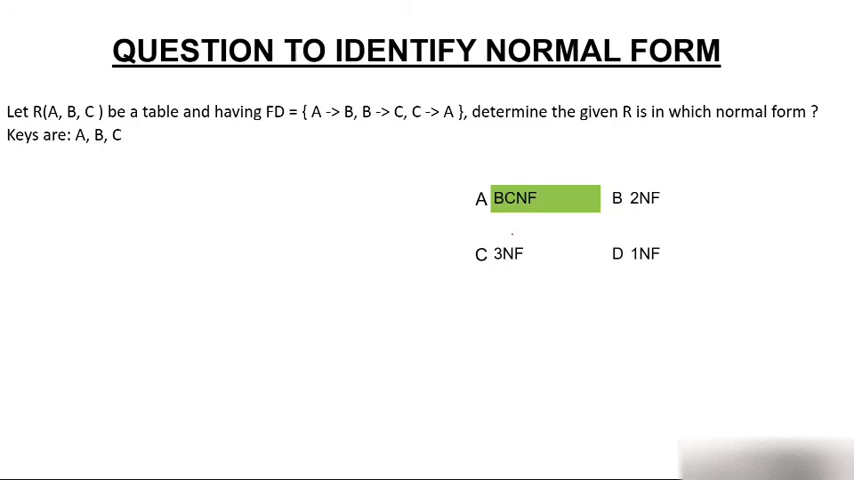 QUESTION TO IDENTIFY NORMAL FORM
Let R(A, B, C ) be a table and having FD = { A -> B, B -> C, C -> A }, determine the given R is in which normal form ?
Keys are: A, B, C
A BCNF B 2NF
C 3NF D 1NF